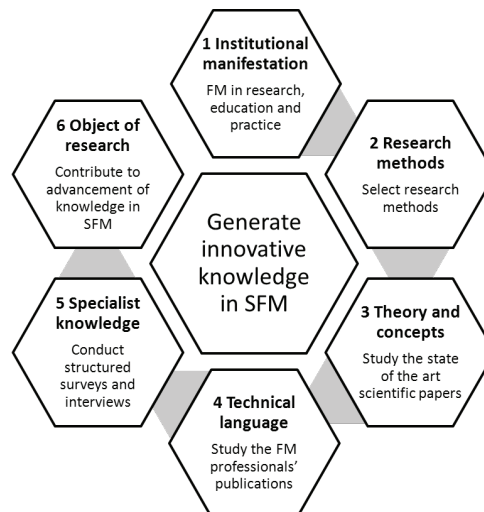 1 Institutional
manifestation
FM in research,
education and
practice
2 Research
methods
Select research
methods
3 Theory and
concepts
Study the state
of the art
scientific papers
4 Technical
language
Study the FM
professionals’
publications
5 Specialist
knowledge
Conduct
structured
surveys and
interviews
6 Object of
research
Contribute to
advancement of
knowledge in
SFM
Generate
innovative
knowledge
in SFM